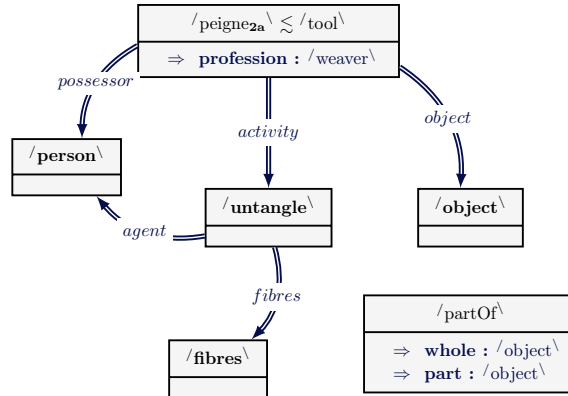 /peigne2a\ ≲ /tool\
⇒ profession : /weaver\
possessor
object
activity
/person\
/untangle\
/object\
agent
fibres
/partOf\
/fibres\
⇒ whole : /object\
⇒ part : /object\